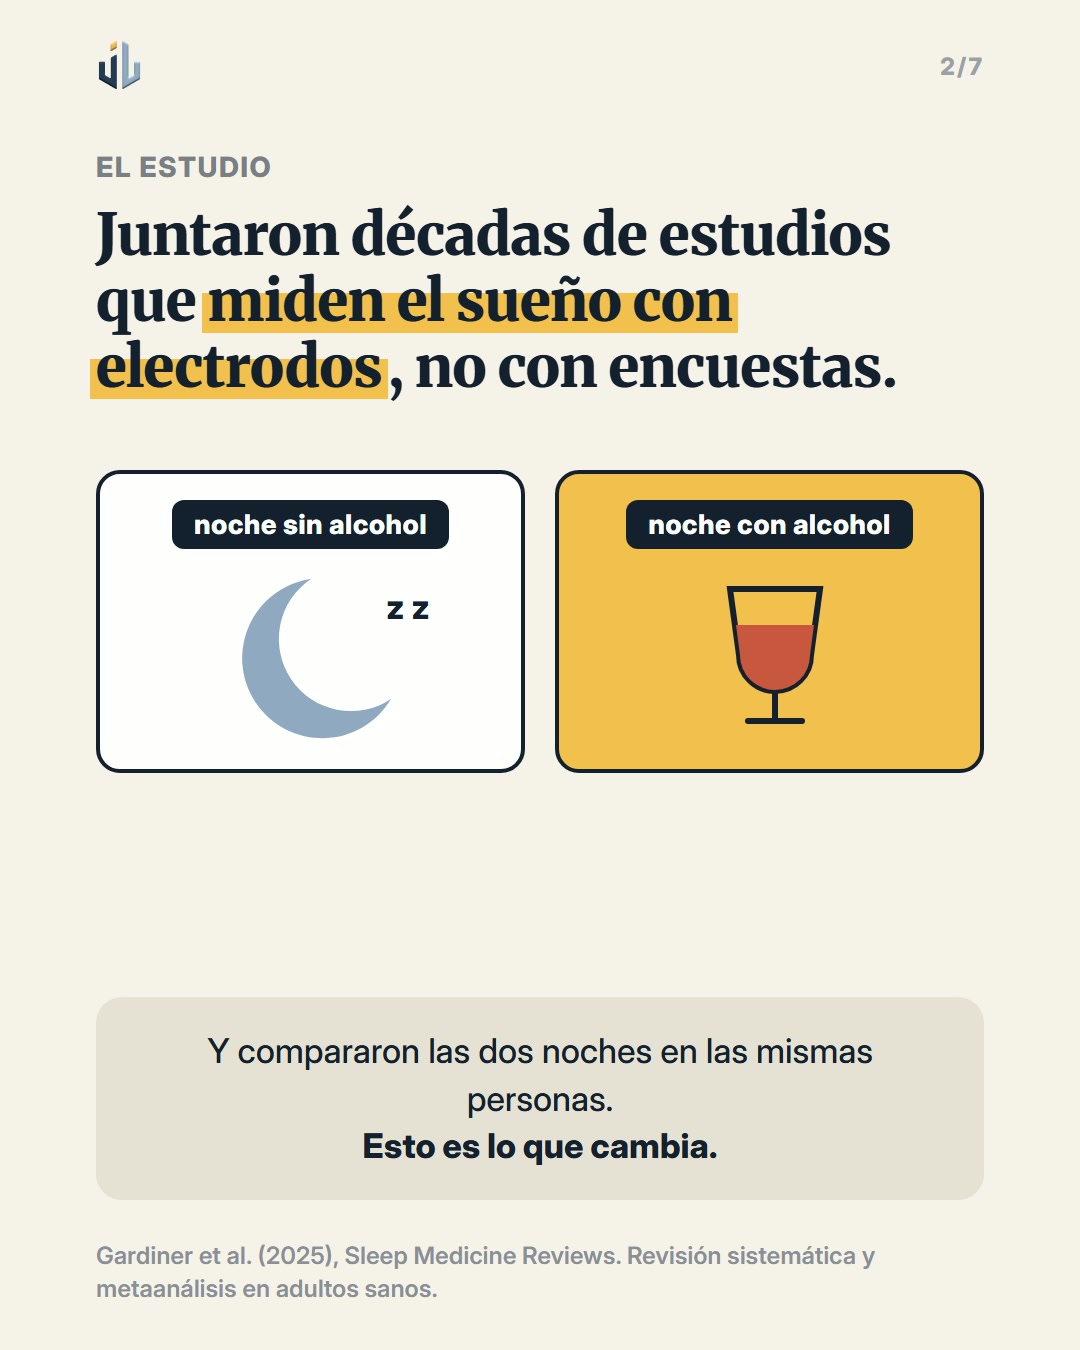 2/7
EL ESTUDIO
Juntaron décadas de estudios
que miden el sueño con
electrodos, no con encuestas.
noche sin alcohol
noche con alcohol
z z
Y compararon las dos noches en las mismas
personas.
Esto es lo que cambia.
Gardiner et al. (2025), Sleep Medicine Reviews. Revisión sistemática y
metaanálisis en adultos sanos.